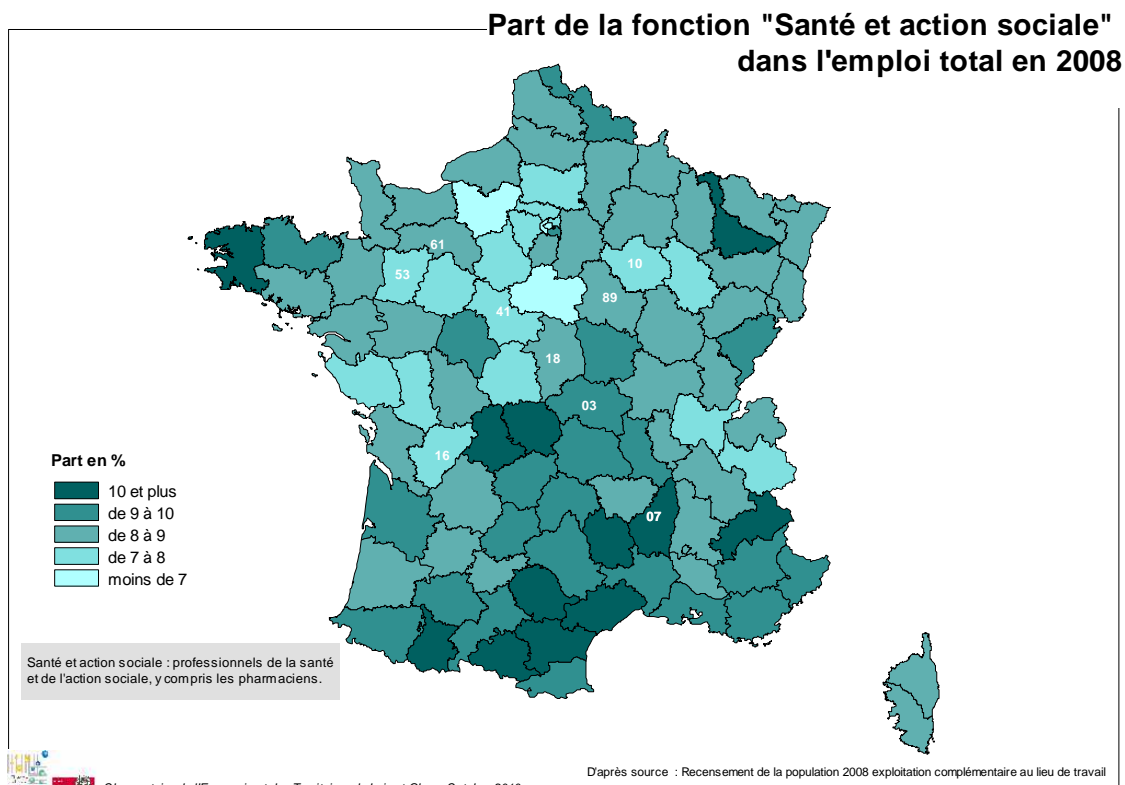 Part de la fonction "Santé et action sociale"
dans l'emploi total en 2008
61
53
10
89
41
18
03
16
07
Part en %
10 et plus
de 9 à 10
de 8 à 9
de 7 à 8
moins de 7
Santé et action sociale : professionnels de la santé
et de l'action sociale, y compris les pharmaciens.
D'après source : Recensement de la population 2008 exploitation complémentaire au lieu de travail